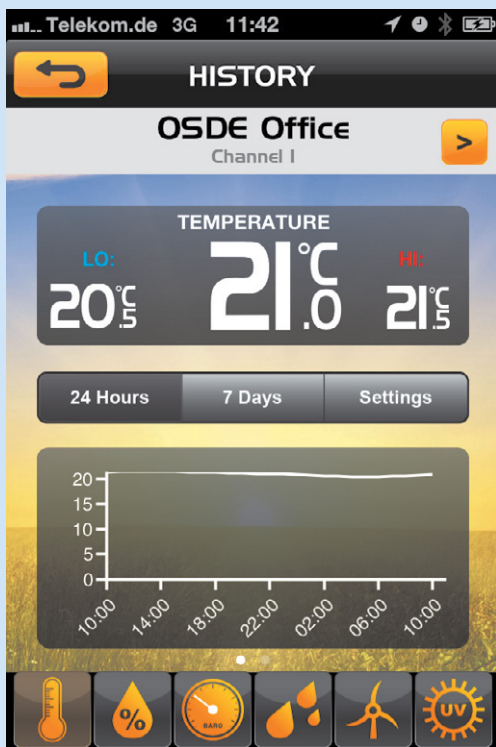 Telekom.de 3G 11:42
HISTORY
OSDE Office
Channel 1
>
TEMPERATURE
LO: HI:
20.5°C 21.0°C 21.5°C
24 Hours 7 Days Settings
20
15
10
5
0
10:00 14:00 18:00 22:00 02:00 06:00 10:00
% BARO UV